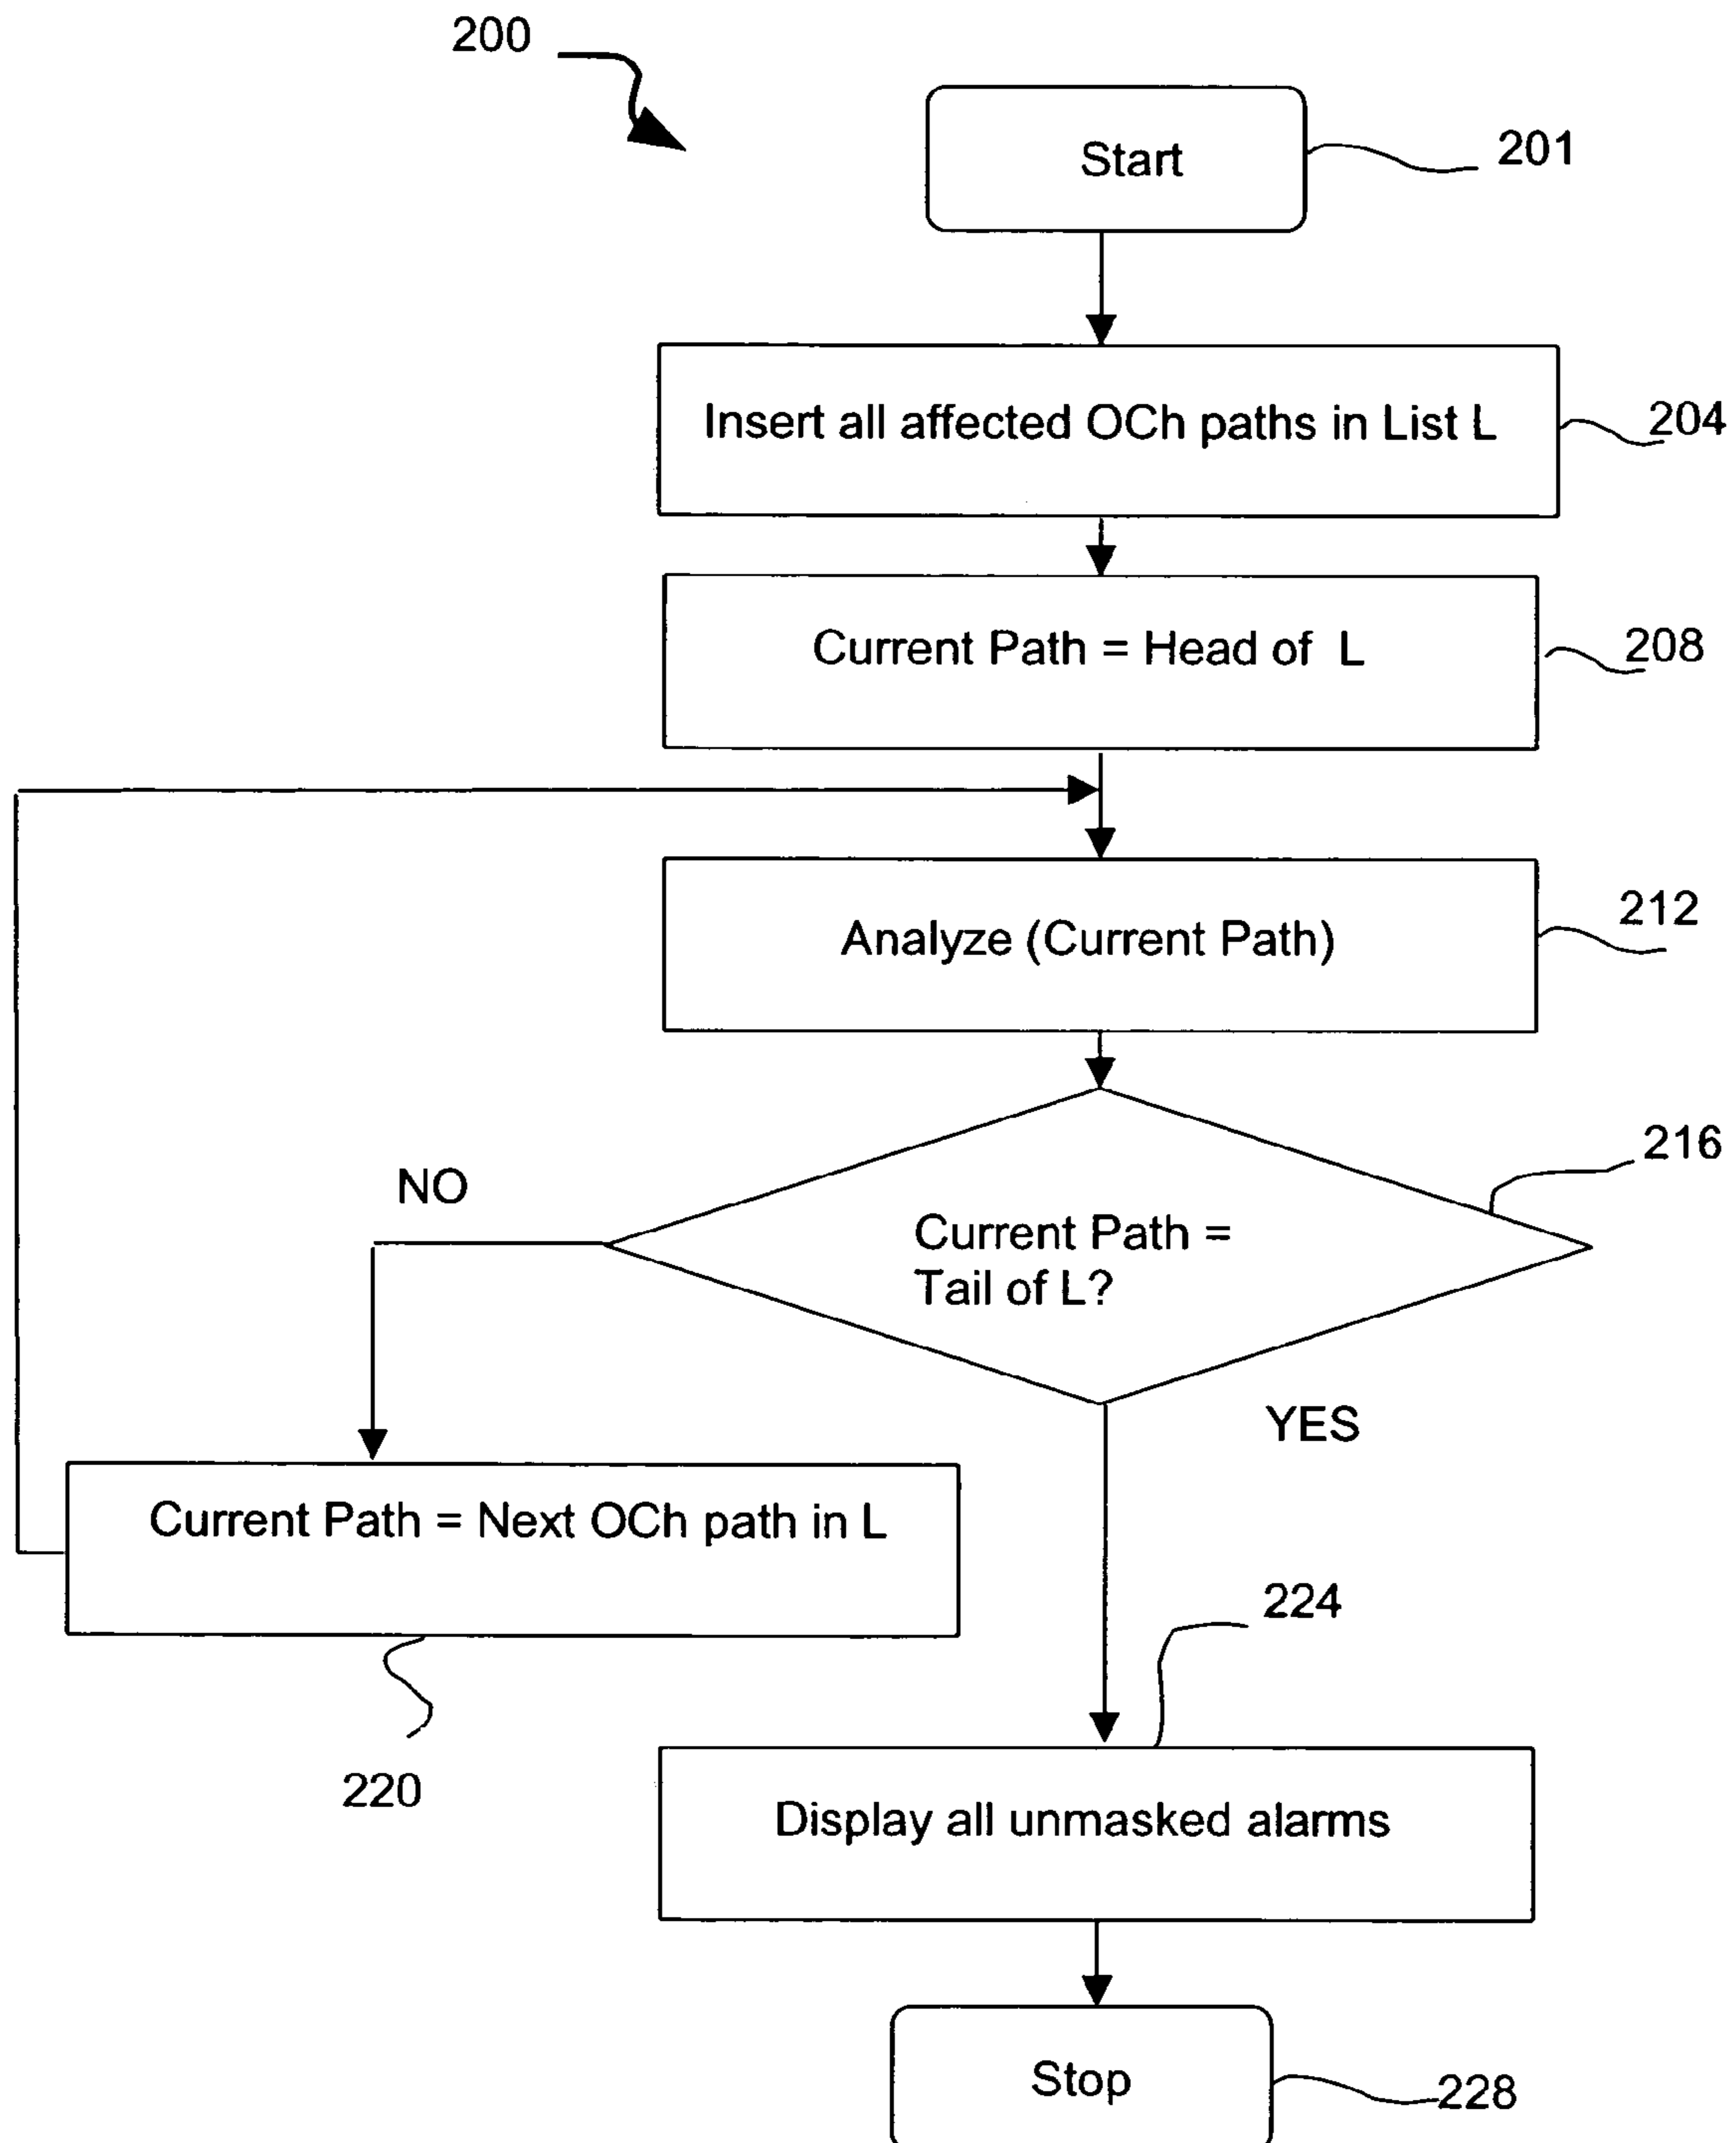 200
Start
201
Insert all affected OCh paths in List L
204
Current Path = Head of L
208
Analyze (Current Path)
212
216
NO
Current Path =
Tail of L?
YES
Current Path = Next OCh path in L
220
224
Display all unmasked alarms
Stop
228